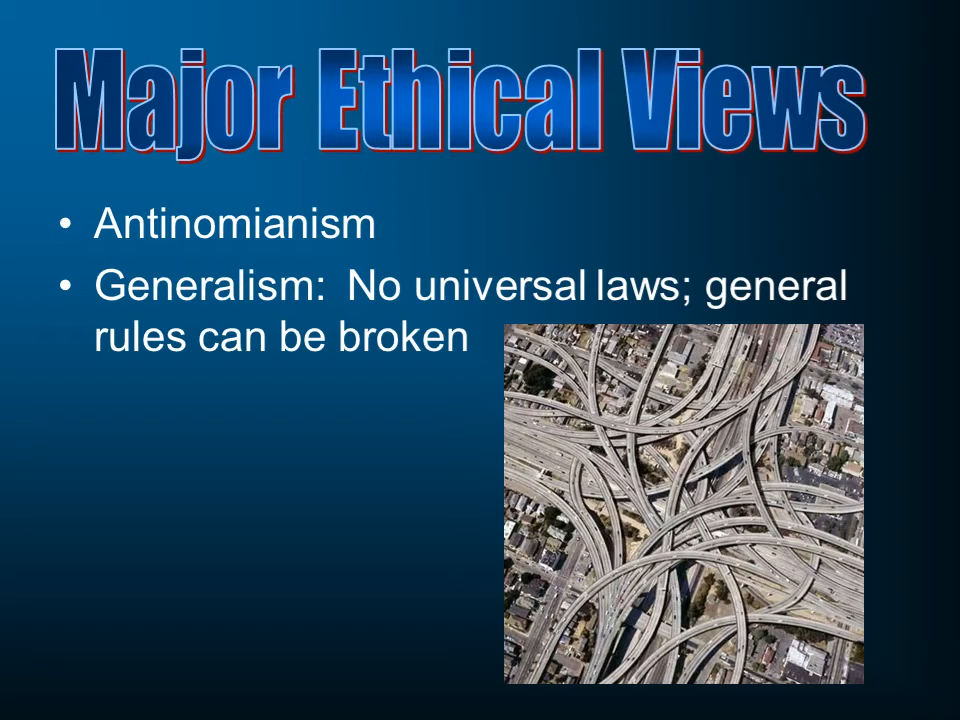 Major Ethical Views
• Antinomianism
• Generalism: No universal laws; general
rules can be broken